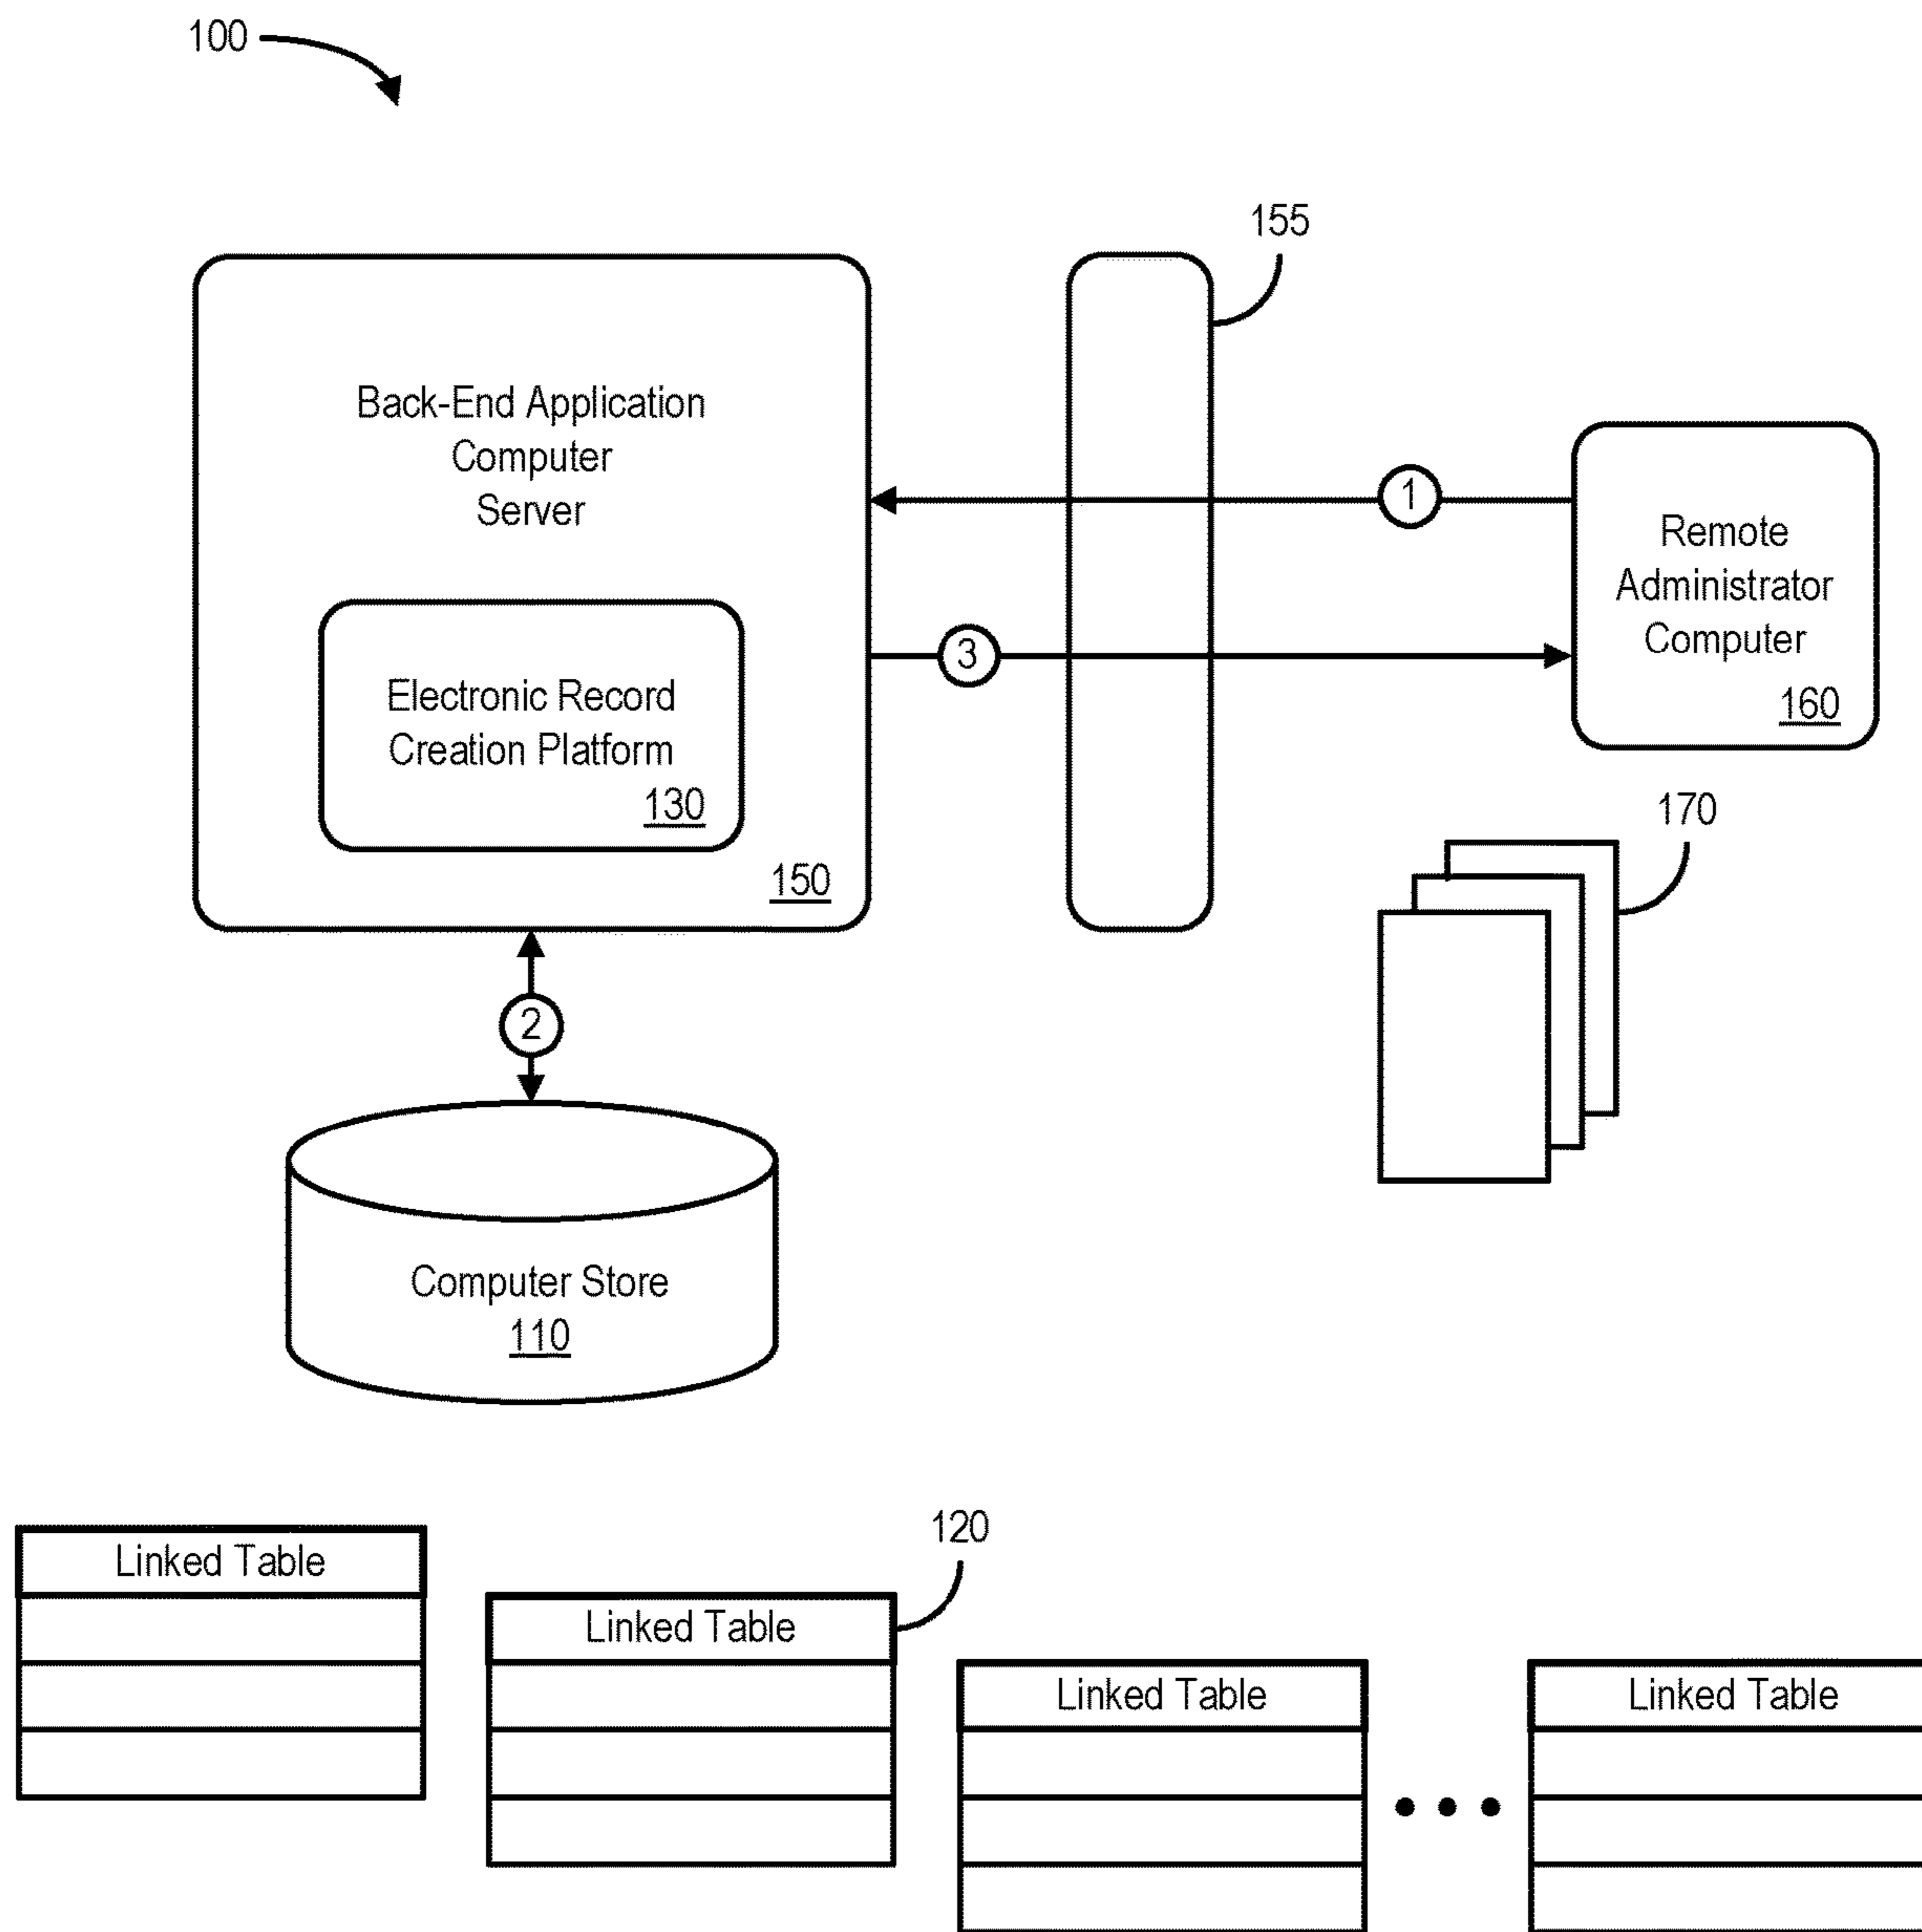 100
155
Back-End Application
Computer
Server
1
Remote
Administrator
Computer
160
3
Electronic Record
Creation Platform
130
150
170
2
Computer Store
110
120
Linked Table
Linked Table
Linked Table
Linked Table